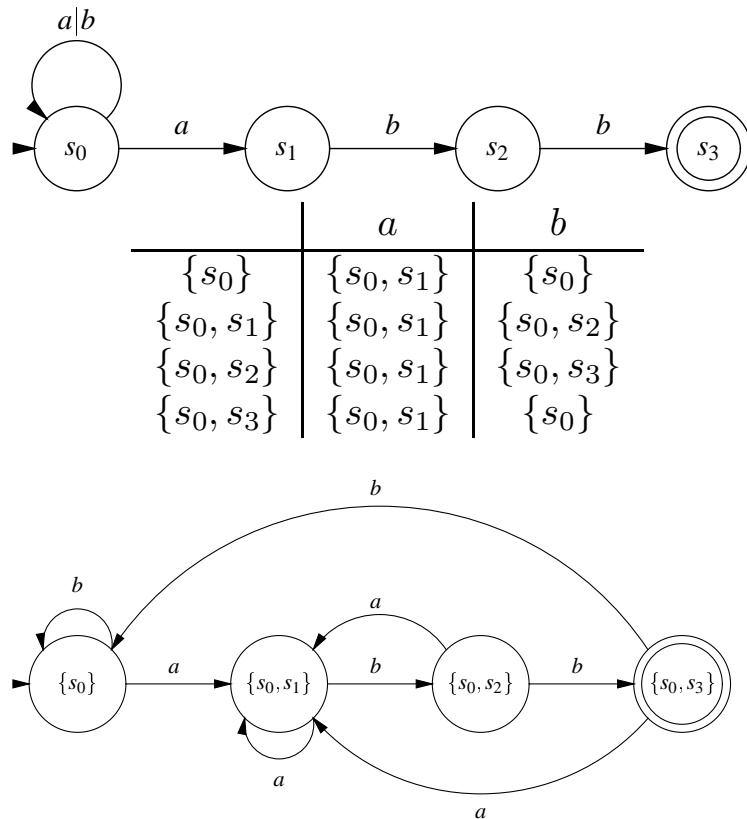 a|b
s₀ a s₁ b s₂ b s₃
a b
{s₀} {s₀, s₁} {s₀}
{s₀, s₁} {s₀, s₁} {s₀, s₂}
{s₀, s₂} {s₀, s₁} {s₀, s₃}
{s₀, s₃} {s₀, s₁} {s₀}
b
b a
{s₀} a {s₀, s₁} b {s₀, s₂} b {s₀, s₃}
a
a